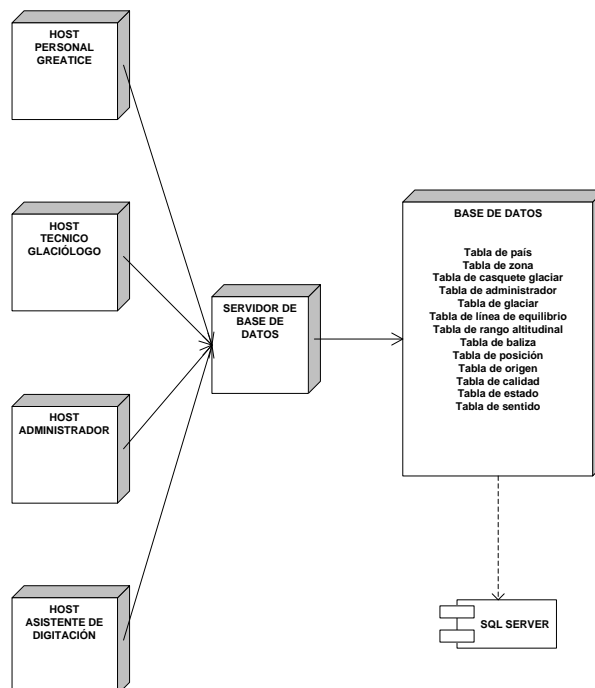 HOST
PERSONAL
GREATICE
HOST
TECNICO
GLACIÓLOGO
HOST
ADMINISTRADOR
HOST
ASISTENTE DE
DIGITACIÓN
SERVIDOR DE
BASE DE
DATOS
BASE DE DATOS
Tabla de país
Tabla de zona
Tabla de casquete glaciar
Tabla de administrador
Tabla de glaciar
Tabla de línea de equilibrio
Tabla de rango altitudinal
Tabla de baliza
Tabla de posición
Tabla de origen
Tabla de calidad
Tabla de estado
Tabla de sentido
SQL SERVER